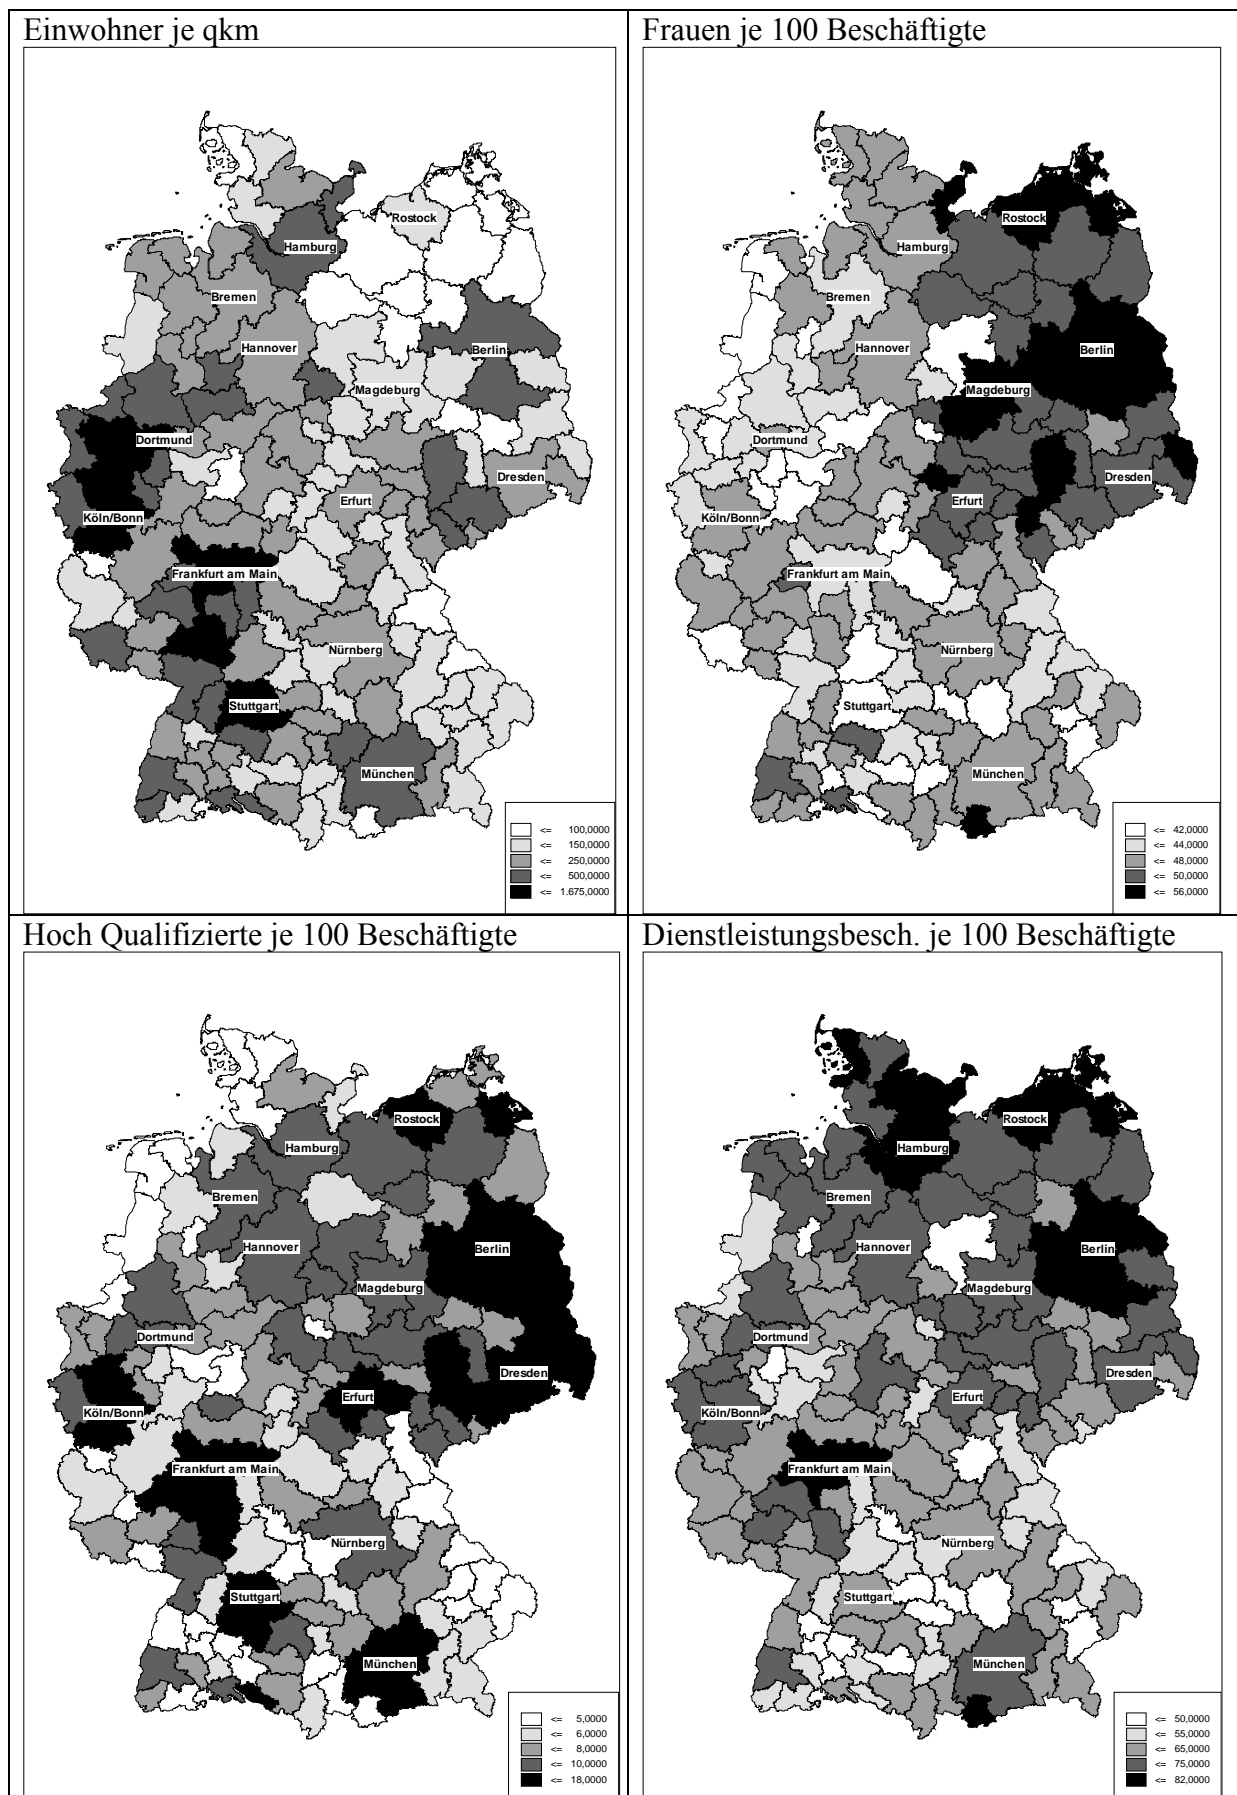 Einwohner je qkm
Rostock
Hamburg
Bremen
Hannover
Berlin
Magdeburg
Dortmund
Dresden
Erfurt
Köln/Bonn
Frankfurt am Main
Nürnberg
Stuttgart
München
<= 100,0000
<= 150,0000
<= 250,0000
<= 500,0000
<= 1.675,0000
Frauen je 100 Beschäftigte
Rostock
Hamburg
Bremen
Hannover
Berlin
Magdeburg
Dortmund
Dresden
Erfurt
Köln/Bonn
Frankfurt am Main
Nürnberg
Stuttgart
München
<= 42,0000
<= 44,0000
<= 48,0000
<= 50,0000
<= 56,0000
Hoch Qualifizierte je 100 Beschäftigte
Rostock
Hamburg
Bremen
Hannover
Berlin
Magdeburg
Dortmund
Dresden
Erfurt
Köln/Bonn
Frankfurt am Main
Nürnberg
Stuttgart
München
<= 5,0000
<= 6,0000
<= 8,0000
<= 10,0000
<= 18,0000
Dienstleistungsbesch. je 100 Beschäftigte
Rostock
Hamburg
Bremen
Hannover
Berlin
Magdeburg
Dortmund
Dresden
Erfurt
Köln/Bonn
Frankfurt am Main
Nürnberg
Stuttgart
München
<= 50,0000
<= 55,0000
<= 65,0000
<= 75,0000
<= 82,0000